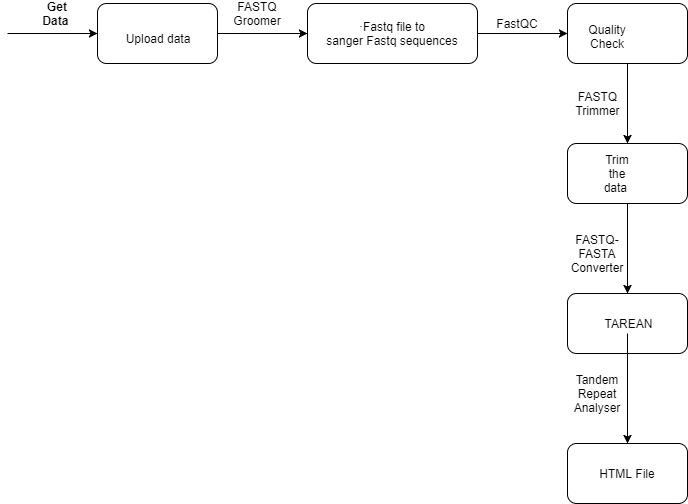 Get
Data
Upload data
FASTQ
Groomer
·Fastq file to
sanger Fastq sequences
FastQC
Quality
Check
FASTQ
Trimmer
Trim
the
data
FASTQ-
FASTA
Converter
TAREAN
Tandem
Repeat
Analyser
HTML File